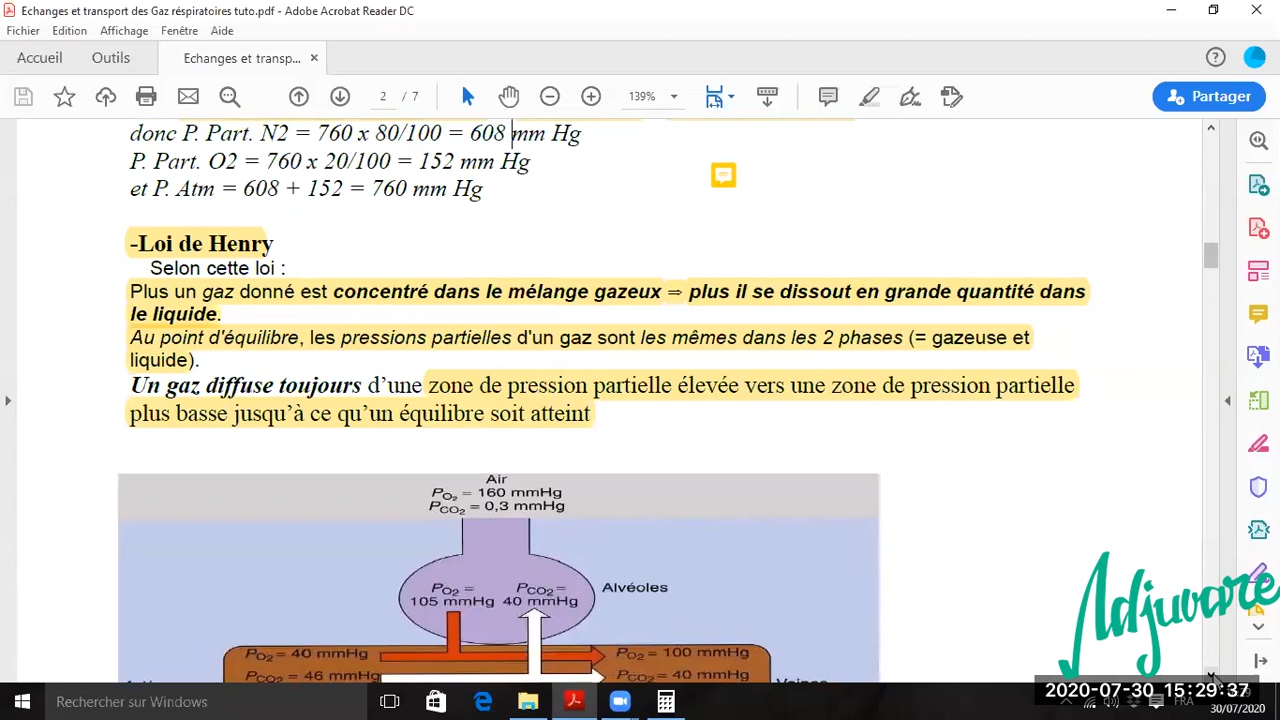 Echanges et transport des Gaz réspiratoires tuto.pdf - Adobe Acrobat Reader DC
Fichier Edition Affichage Fenêtre Aide
Accueil Outils Echanges et transp... ×
2 / 7 139% Partager
donc P. Part. N2 = 760 x 80/100 = 608 mm Hg
P. Part. O2 = 760 x 20/100 = 152 mm Hg
et P. Atm = 608 + 152 = 760 mm Hg
-Loi de Henry
Selon cette loi :
Plus un gaz donné est concentré dans le mélange gazeux ⇒ plus il se dissout en grande quantité dans
le liquide.
Au point d'équilibre, les pressions partielles d'un gaz sont les mêmes dans les 2 phases (= gazeuse et
liquide).
Un gaz diffuse toujours d’une zone de pression partielle élevée vers une zone de pression partielle
plus basse jusqu’à ce qu’un équilibre soit atteint
Air
PO2 = 160 mmHg
PCO2 = 0,3 mmHg
PO2 = PCO2 = Alvéoles
105 mmHg 40 mmHg
PO2 = 40 mmHg PO2 = 100 mmHg
PCO2 = 46 mmHg PCO2 = 40 mmHg
Adjuware
2020-07-30 15:29:37
Rechercher sur Windows
FRA
30/07/2020